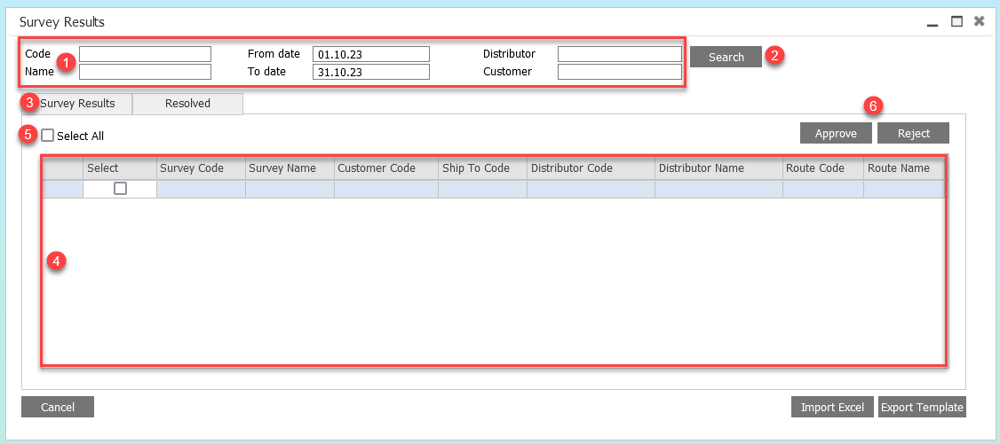 Survey Results
Code From date 01.10.23 Distributor
1
Search 2
Name To date 31.10.23 Customer
3 Survey Results Resolved
6
5 Select All Approve Reject
Select Survey Code Survey Name Customer Code Ship To Code Distributor Code Distributor Name Route Code Route Name
4
Cancel Import Excel Export Template